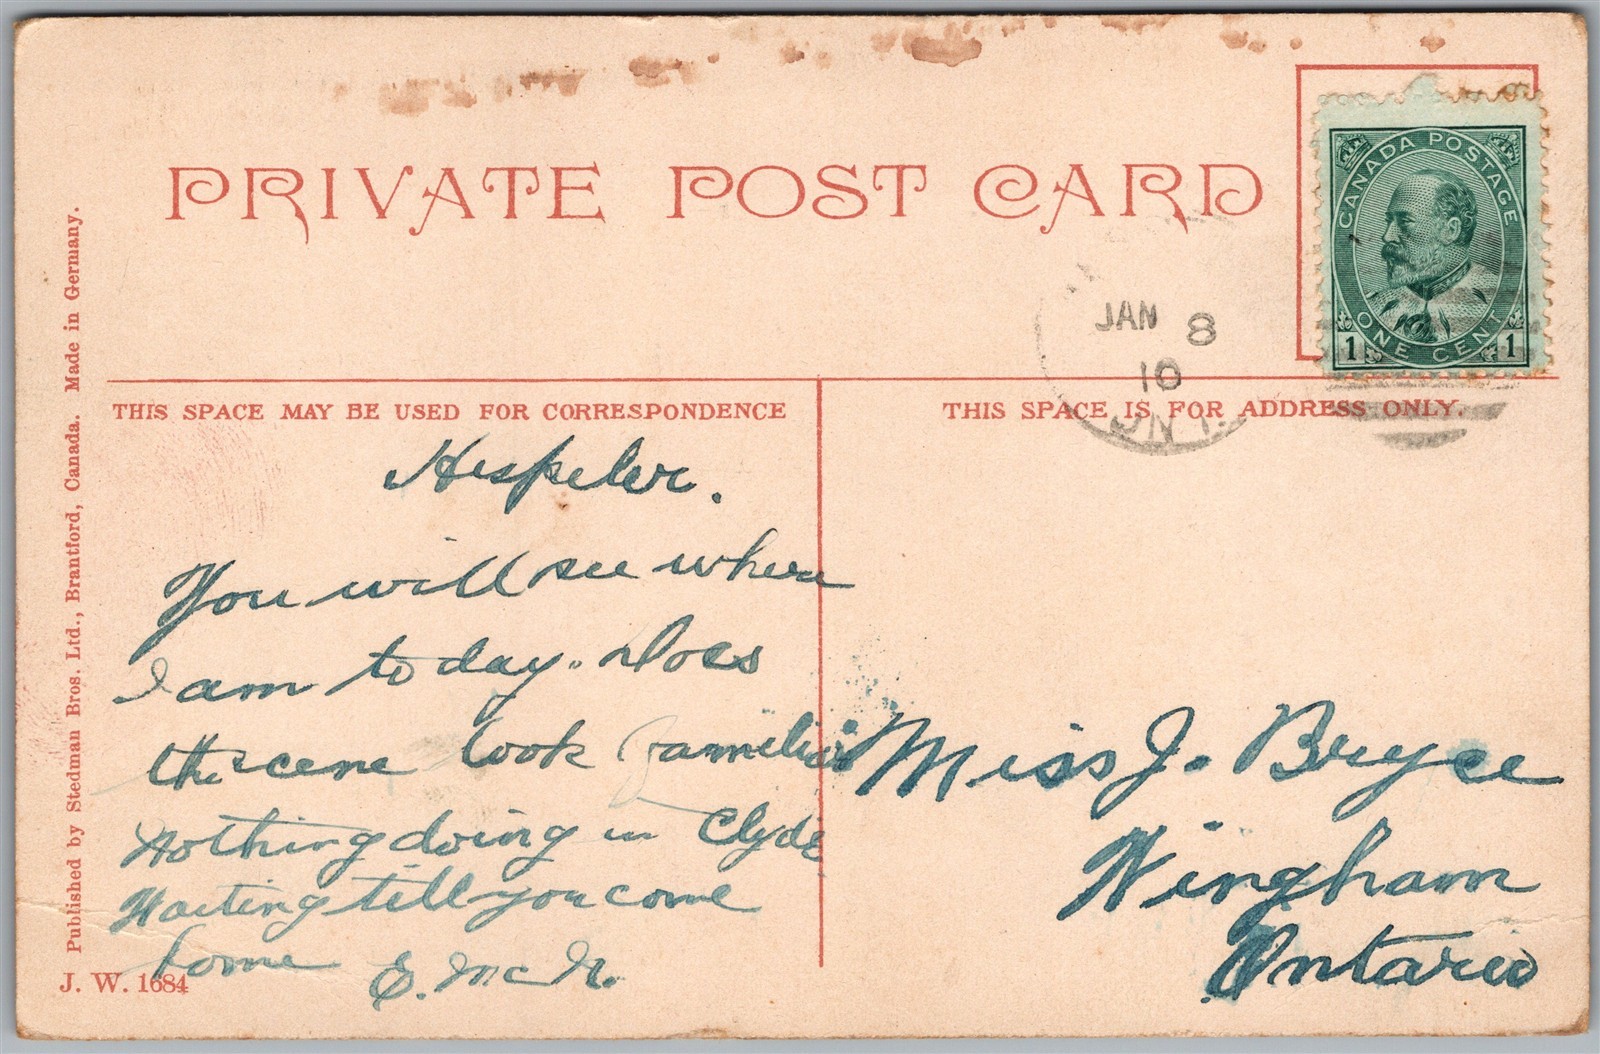 PRIVATE POST CARD
CANADA POSTAGE
ONE CENT
1 1
JAN 8
10
ONT.
THIS SPACE MAY BE USED FOR CORRESPONDENCE
THIS SPACE IS FOR ADDRESS ONLY.
Hespeler.
You will see where
I am to day. Does
the scene look familiar
Nothing doing in Clyde
Waiting till you come
home E. McN.
Miss J. Bryce
Wingham
Ontario
Published by Stedman Bros. Ltd., Brantford, Canada. Made in Germany.
J. W. 1684